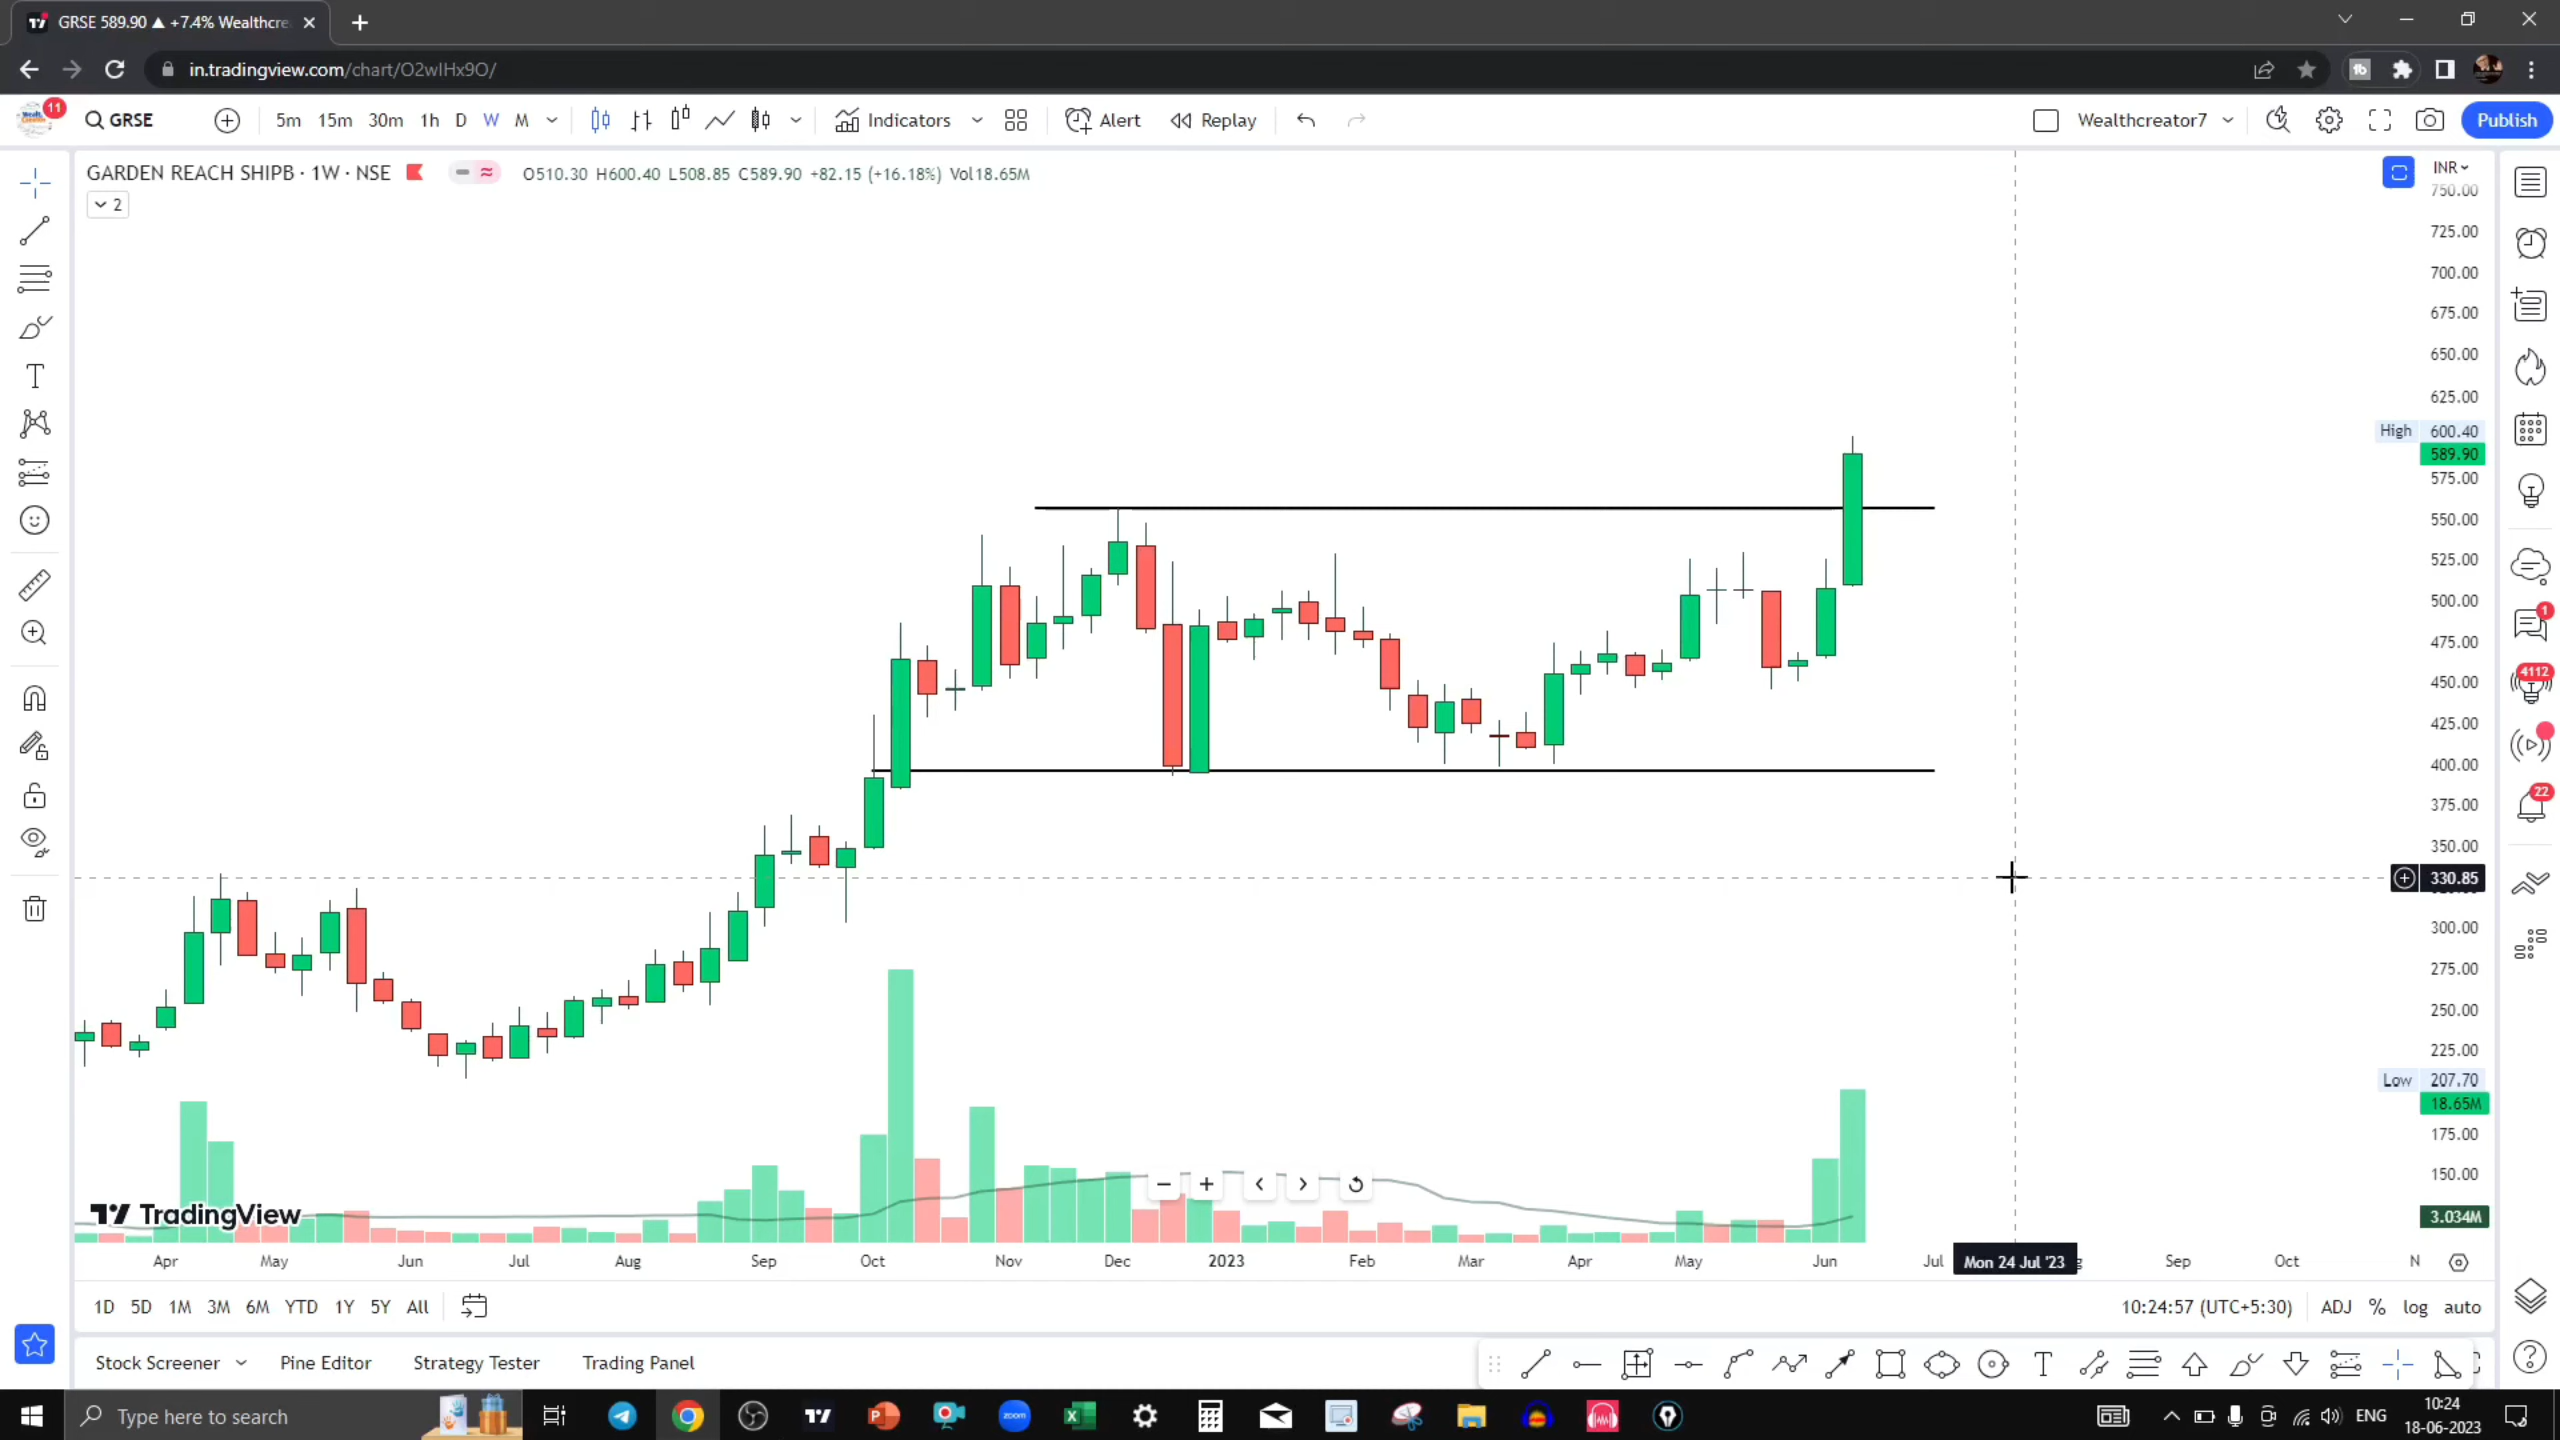 GRSE 589.90 ▲ +7.4% Wealthcre
in.tradingview.com/chart/O2wIHx9O/
11
GRSE
5m 15m 30m 1h D W M
Indicators
Alert
Replay
Wealthcreator7
Publish
GARDEN REACH SHIPB · 1W · NSE
O510.30 H600.40 L508.85 C589.90 +82.15 (+16.18%) Vol18.65M
2
INR
750.00
725.00
700.00
675.00
650.00
625.00
High 600.40
589.90
575.00
550.00
525.00
500.00
475.00
450.00
425.00
400.00
375.00
350.00
330.85
300.00
275.00
250.00
225.00
Low 207.70
18.65M
175.00
150.00
3.034M
1
4112
22
TradingView
Apr May Jun Jul Aug Sep Oct Nov Dec 2023 Feb Mar Apr May Jun Jul Mon 24 Jul '23 Sep Oct N
1D 5D 1M 3M 6M YTD 1Y 5Y All
10:24:57 (UTC+5:30) ADJ % log auto
Stock Screener Pine Editor Strategy Tester Trading Panel
Type here to search
zoom
ENG
10:24
18-06-2023